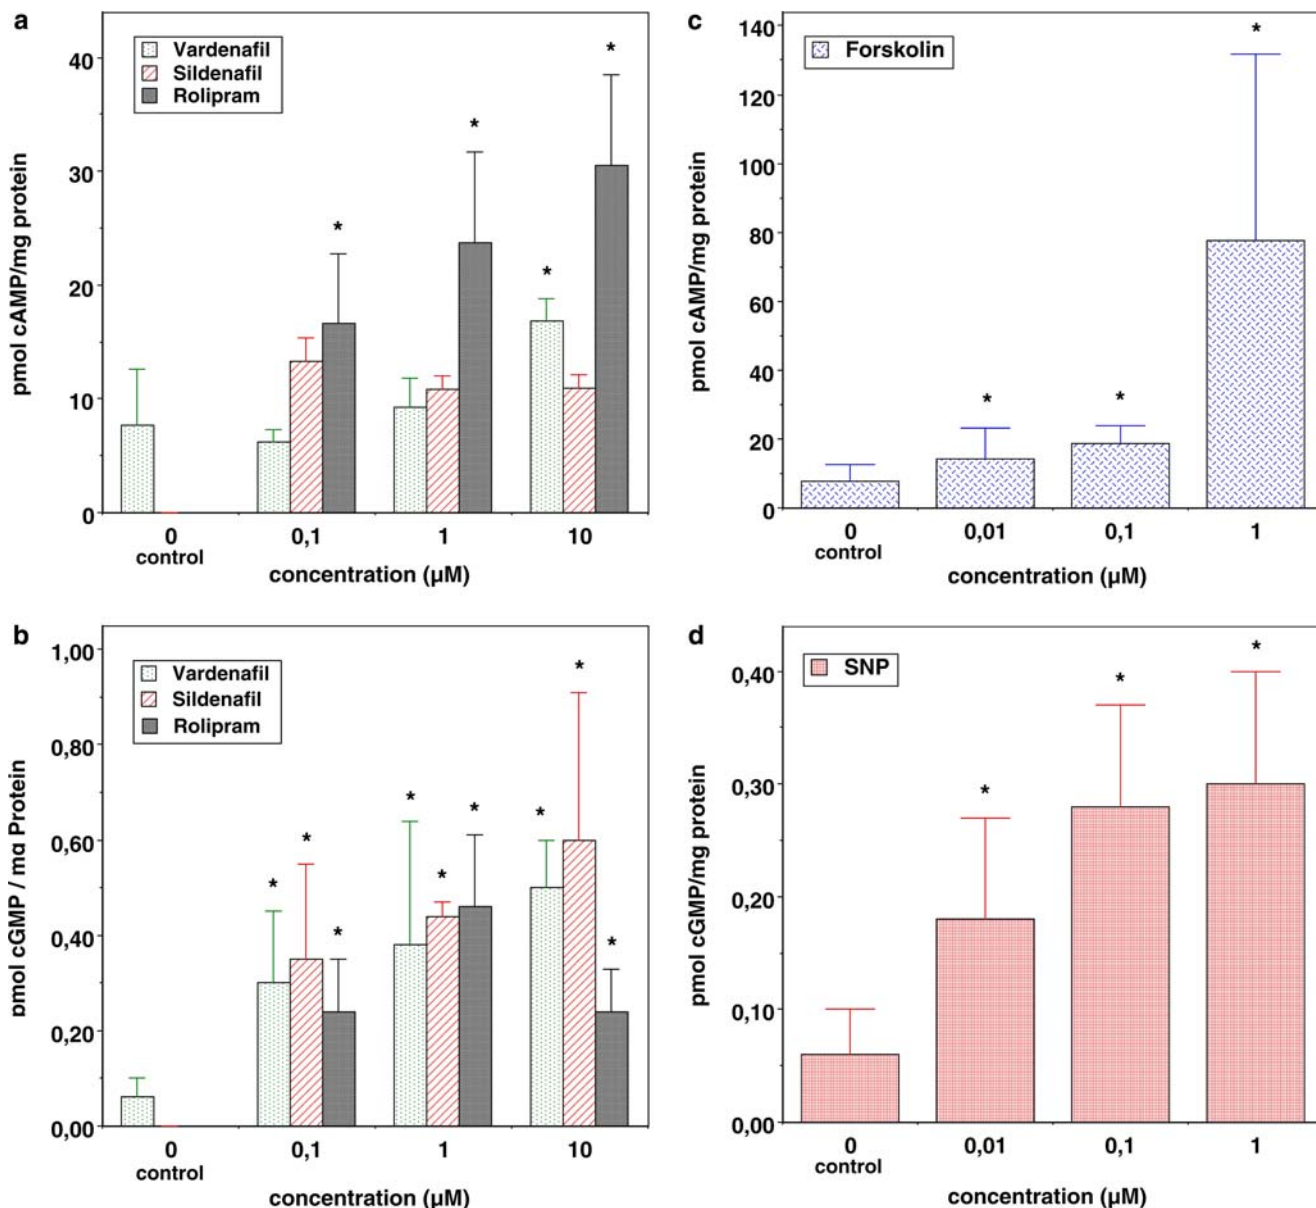 a
Vardenafil
Sildenafil
Rolipram
pmol cAMP/mg protein
40
30
20
10
0
* * * *
0 0,1 1 10
control
concentration (µM)
c
Forskolin
pmol cAMP/mg protein
140
120
100
80
60
40
20
0
* * *
0 0,01 0,1 1
control
concentration (µM)
b
Vardenafil
Sildenafil
Rolipram
pmol cGMP / mg Protein
1,00
0,80
0,60
0,40
0,20
0,00
* * * * * * * * *
0 0,1 1 10
control
concentration (µM)
d
SNP
pmol cGMP/mg protein
0,40
0,30
0,20
0,10
0,00
* * *
0 0,01 0,1 1
control
concentration (µM)